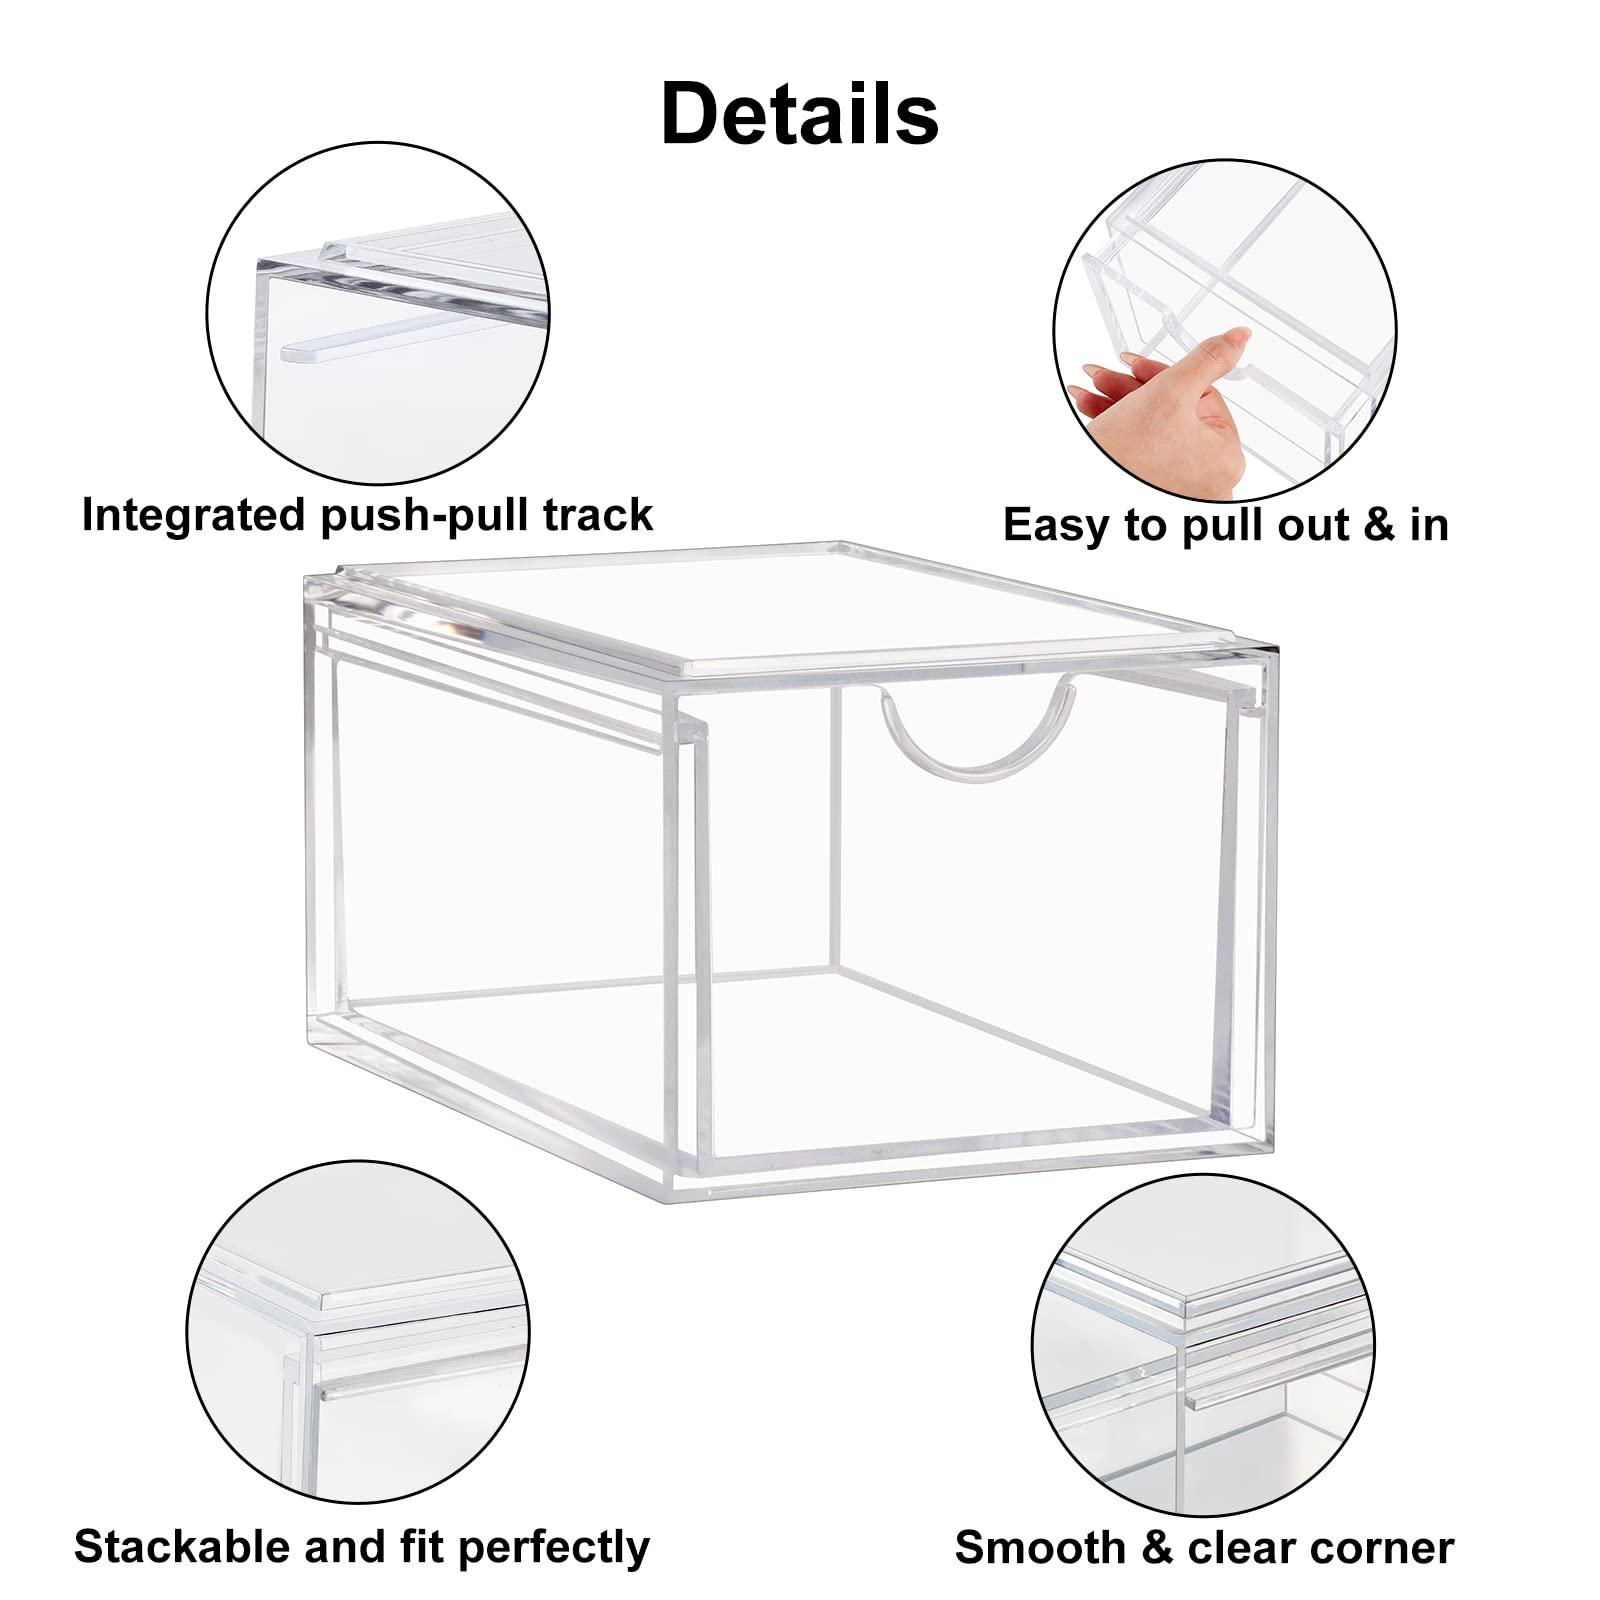 Details
Integrated push-pull track
Easy to pull out & in
Stackable and fit perfectly
Smooth & clear corner